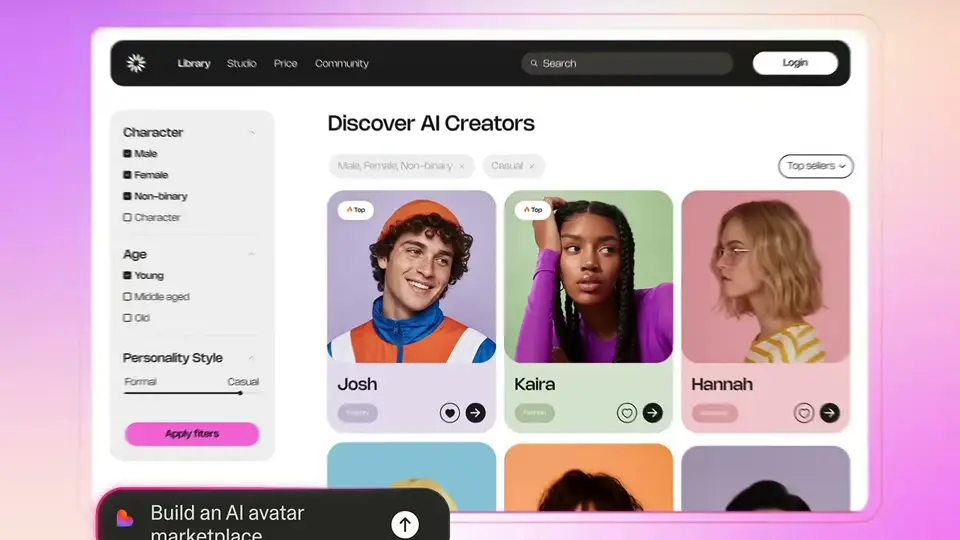 Library Studio Price Community
Search
Login
Character
Male
Female
Non-binary
Character
Age
Young
Middle aged
Old
Personality Style
Formal Casual
Apply filters
Discover AI Creators
Male, Female, Non-binary ×
Casual ×
Top sellers
Top
Top
Josh
Kaira
Hannah
Build an AI avatar
marketplace